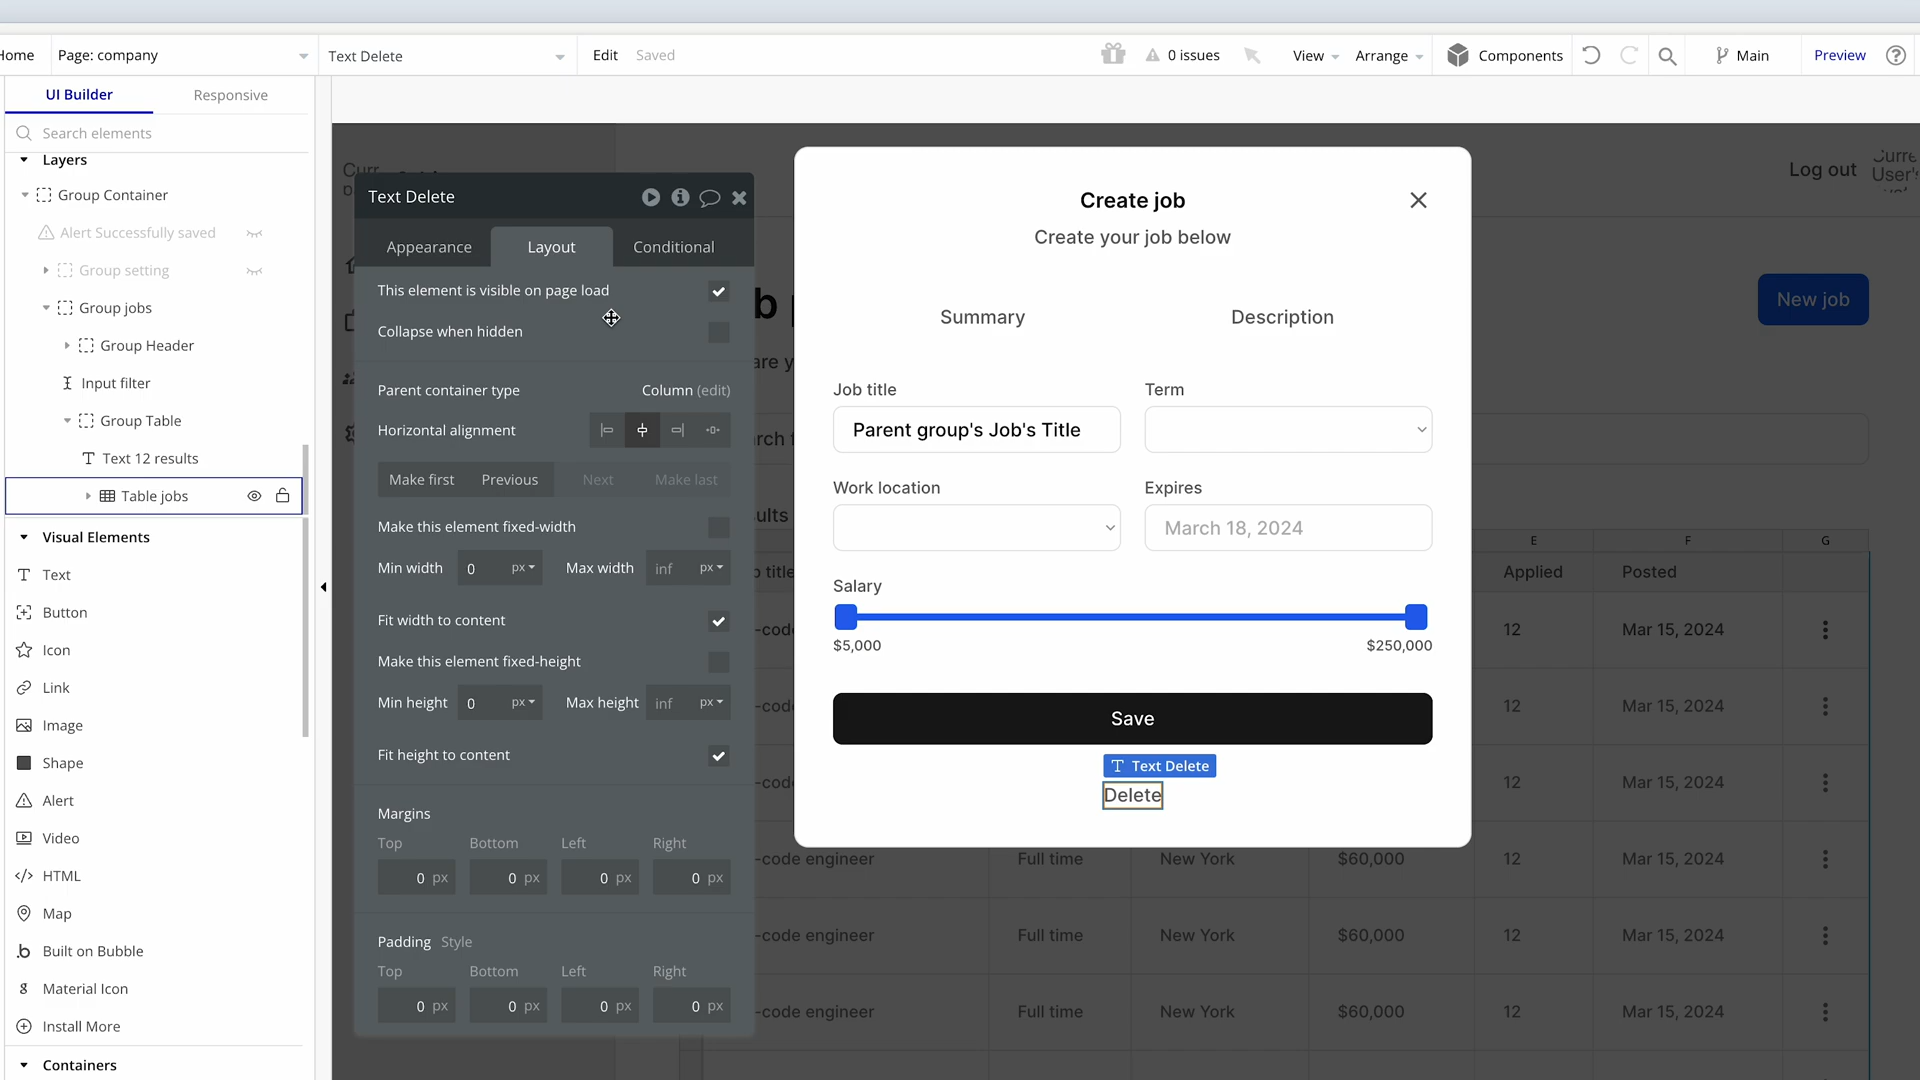 Home
Page: company
Text Delete
Edit
Saved
0 issues
View
Arrange
Components
Main
Preview
UI Builder
Responsive
Search elements
Layers
Group Container
Alert Successfully saved
Group setting
Group jobs
Group Header
Input filter
Group Table
Text 12 results
Table jobs
Visual Elements
Text
Button
Icon
Link
Image
Shape
Alert
Video
HTML
Map
Built on Bubble
Material Icon
Install More
Containers
Text Delete
Appearance
Layout
Conditional
This element is visible on page load
Collapse when hidden
Parent container type
Column (edit)
Horizontal alignment
Make first
Previous
Next
Make last
Make this element fixed-width
Min width
0
px
Max width
inf
px
Fit width to content
Make this element fixed-height
Min height
0
px
Max height
inf
px
Fit height to content
Margins
Top
Bottom
Left
Right
0 px
0 px
0 px
0 px
Padding Style
Top
Bottom
Left
Right
0 px
0 px
0 px
0 px
Create job
Create your job below
Summary
Description
Job title
Term
Parent group's Job's Title
Work location
Expires
March 18, 2024
Salary
$5,000
$250,000
Save
Text Delete
Delete
Log out
User's
New job
E
F
G
Applied
Posted
12
Mar 15, 2024
12
Mar 15, 2024
12
Mar 15, 2024
-code engineer
Full time
New York
$60,000
12
Mar 15, 2024
-code engineer
Full time
New York
$60,000
12
Mar 15, 2024
-code engineer
Full time
New York
$60,000
12
Mar 15, 2024